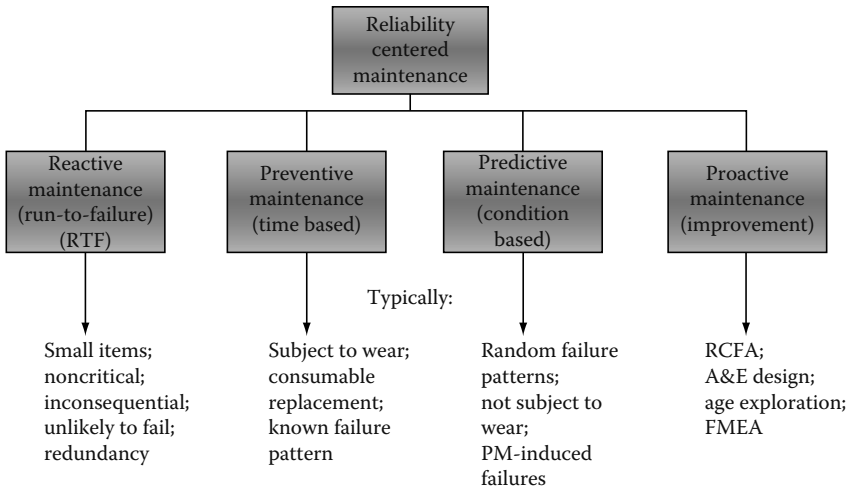 Reliability
centered
maintenance
Reactive
maintenance
(run-to-failure)
(RTF)
Preventive
maintenance
(time based)
Predictive
maintenance
(condition
based)
Proactive
maintenance
(improvement)
Typically:
Small items;
noncritical;
inconsequential;
unlikely to fail;
redundancy
Subject to wear;
consumable
replacement;
known failure
pattern
Random failure
patterns;
not subject to
wear;
PM-induced
failures
RCFA;
A&E design;
age exploration;
FMEA